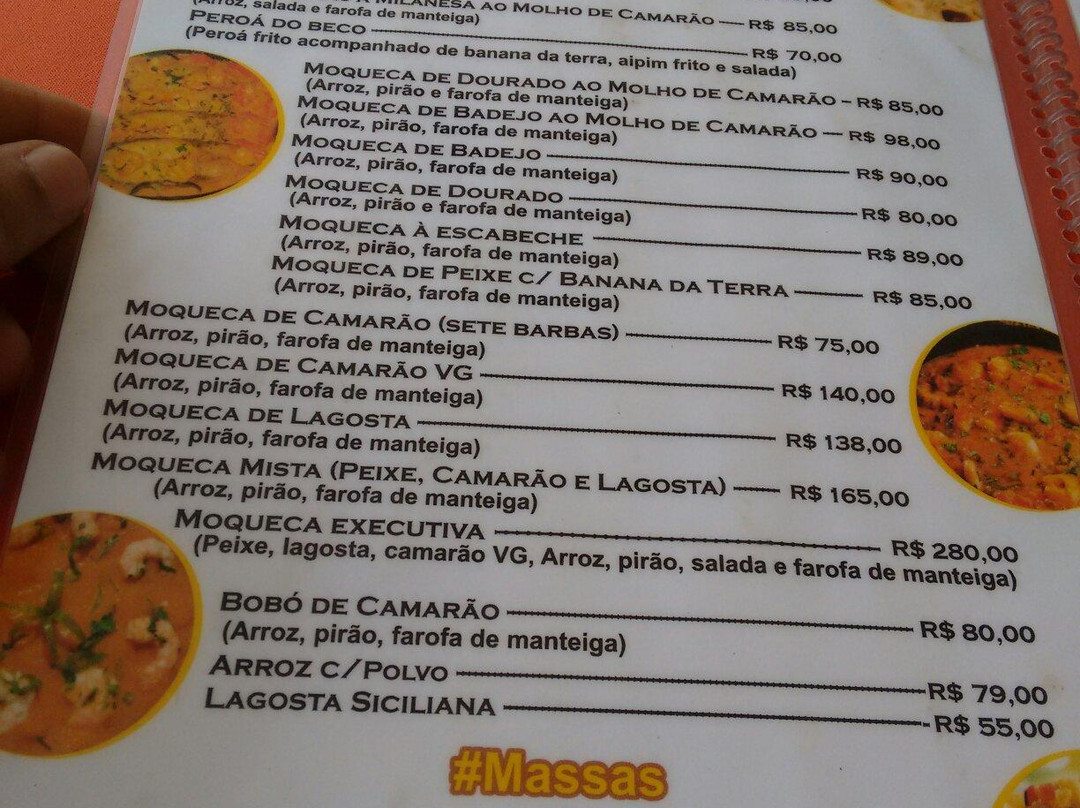 À MILANESA AO MOLHO DE CAMARÃO R$ 85,00
(Arroz, salada e farofa de manteiga)
PEROÁ DO BECO R$ 70,00
(Peroá frito acompanhado de banana da terra, aipim frito e salada)
MOQUECA DE DOURADO AO MOLHO DE CAMARÃO – R$ 85,00
(Arroz, pirão e farofa de manteiga)
MOQUECA DE BADEJO AO MOLHO DE CAMARÃO — R$ 98,00
(Arroz, pirão, farofa de manteiga)
MOQUECA DE BADEJO R$ 90,00
(Arroz, pirão, farofa de manteiga)
MOQUECA DE DOURADO R$ 80,00
(Arroz, pirão e farofa de manteiga)
MOQUECA À ESCABECHE R$ 89,00
(Arroz, pirão, farofa de manteiga)
MOQUECA DE PEIXE C/ BANANA DA TERRA R$ 85,00
(Arroz, pirão, farofa de manteiga)
MOQUECA DE CAMARÃO (SETE BARBAS) R$ 75,00
(Arroz, pirão, farofa de manteiga)
MOQUECA DE CAMARÃO VG R$ 140,00
(Arroz, pirão, farofa de manteiga)
MOQUECA DE LAGOSTA R$ 138,00
(Arroz, pirão, farofa de manteiga)
MOQUECA MISTA (PEIXE, CAMARÃO E LAGOSTA) R$ 165,00
(Arroz, pirão, farofa de manteiga)
MOQUECA EXECUTIVA R$ 280,00
(Peixe, lagosta, camarão VG, Arroz, pirão, salada e farofa de manteiga)
BOBÓ DE CAMARÃO R$ 80,00
(Arroz, pirão, farofa de manteiga)
ARROZ C/POLVO R$ 79,00
LAGOSTA SICILIANA R$ 55,00
#Massas